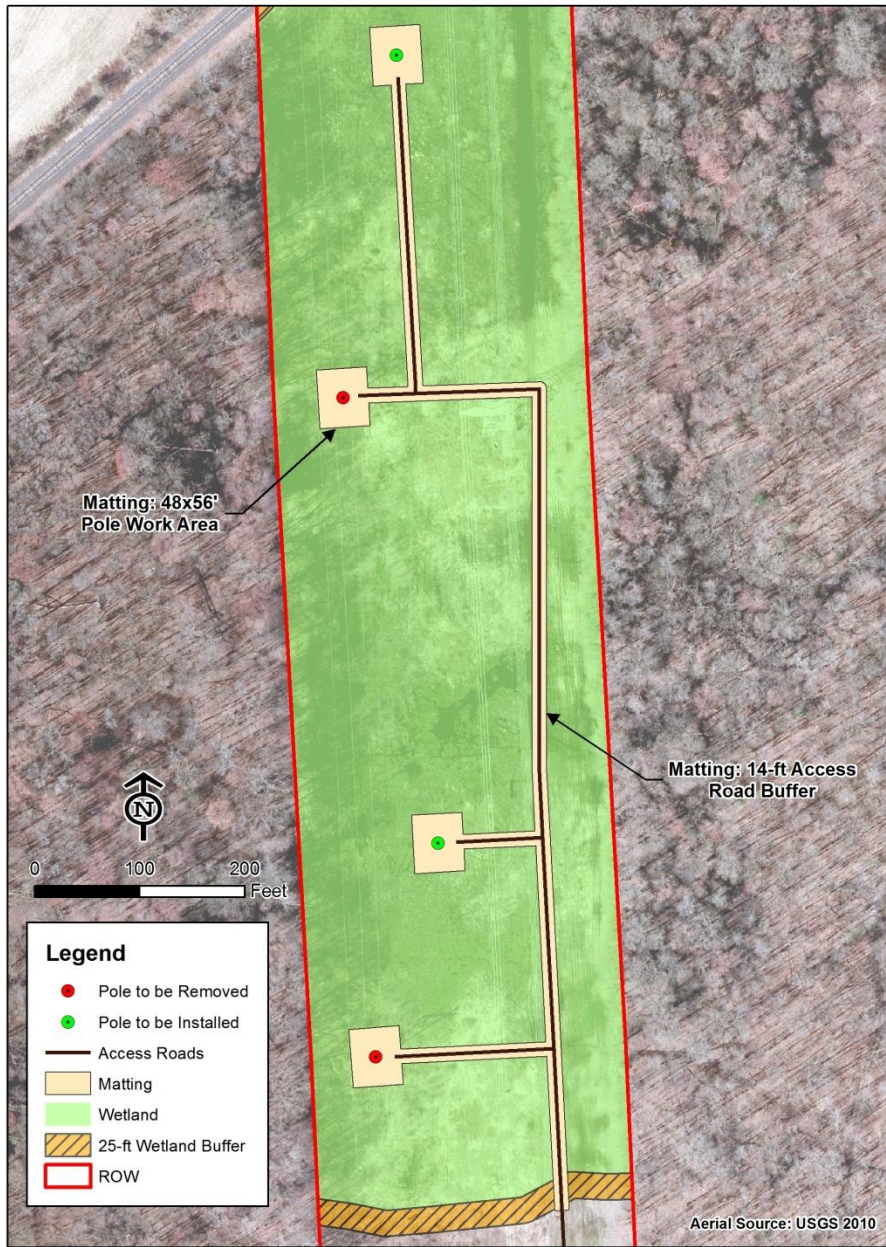 Matting: 48x56'
Pole Work Area
Matting: 14-ft Access
Road Buffer
N
0 100 200
Feet
Legend
Pole to be Removed
Pole to be Installed
Access Roads
Matting
Wetland
25-ft Wetland Buffer
ROW
Aerial Source: USGS 2010